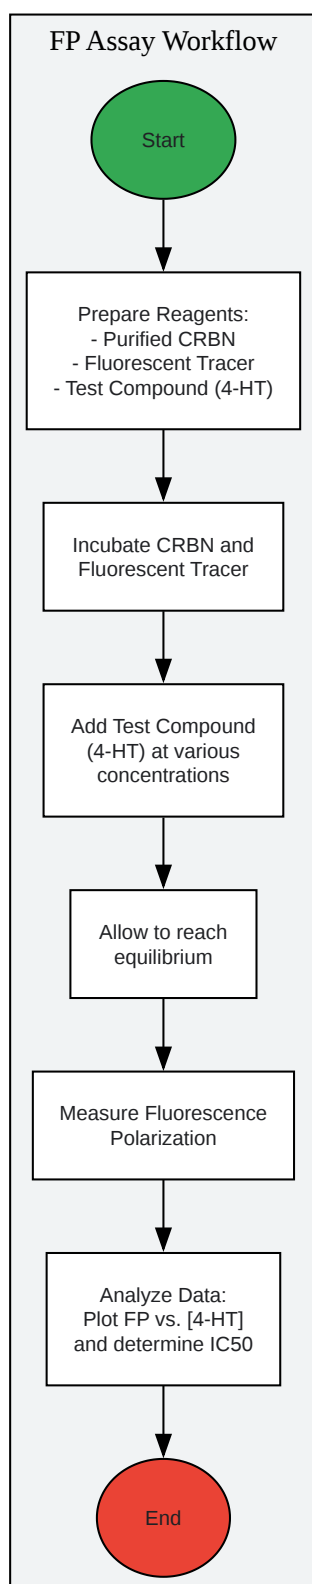 FP Assay Workflow
Start
Prepare Reagents:
- Purified CRBN
- Fluorescent Tracer
- Test Compound (4-HT)
Incubate CRBN and
Fluorescent Tracer
Add Test Compound
(4-HT) at various
concentrations
Allow to reach
equilibrium
Measure Fluorescence
Polarization
Analyze Data:
Plot FP vs. [4-HT]
and determine IC50
End